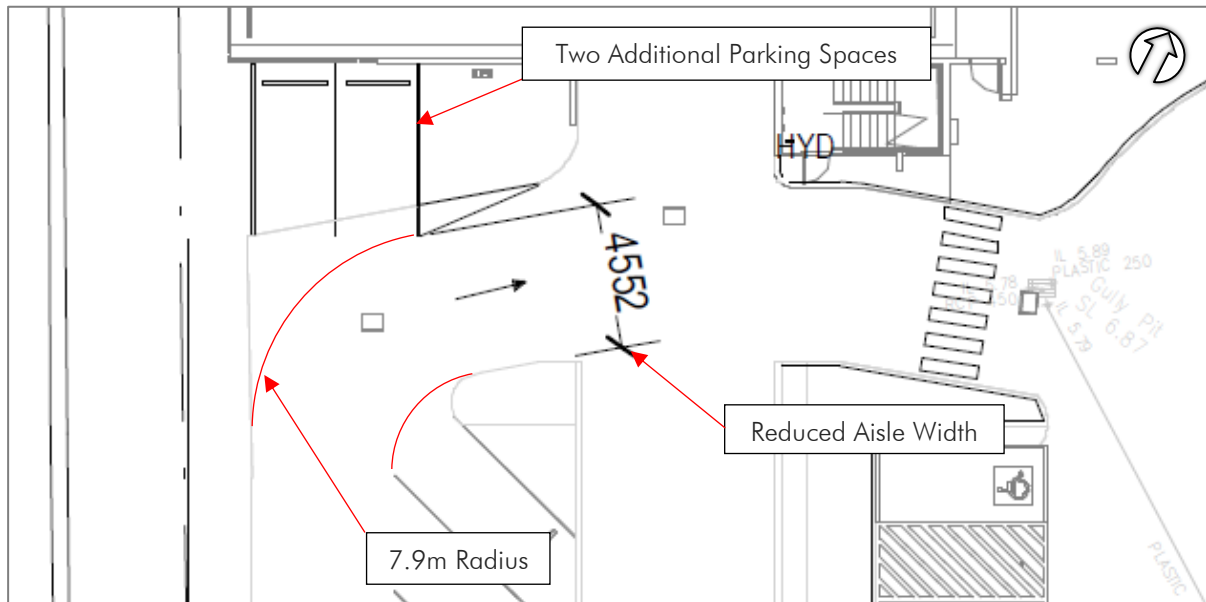 Two Additional Parking Spaces
HYD
45552
IL 5.89
PLASTIC 250
Gully Pit
SL 6.87
IL 5.79
Reduced Aisle Width
7.9m Radius
PLASTIC